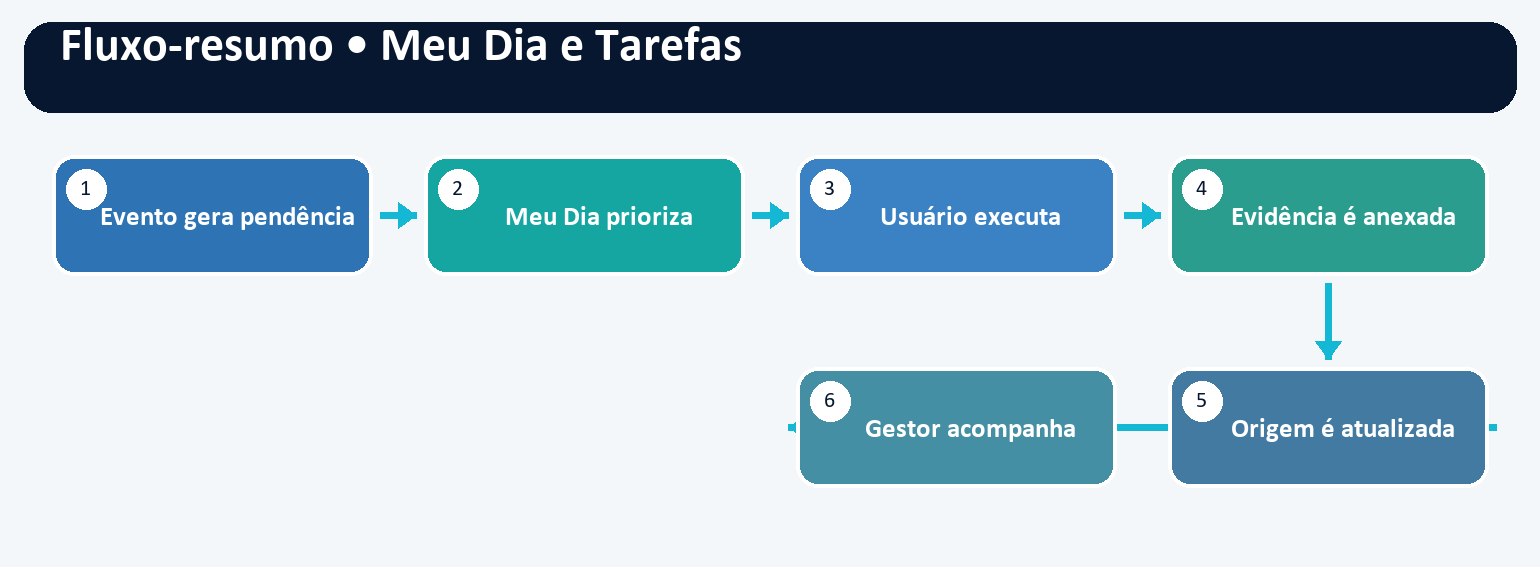 Fluxo-resumo • Meu Dia e Tarefas
1
Evento gera pendência
2
Meu Dia prioriza
3
Usuário executa
4
Evidência é anexada
5
Origem é atualizada
6
Gestor acompanha